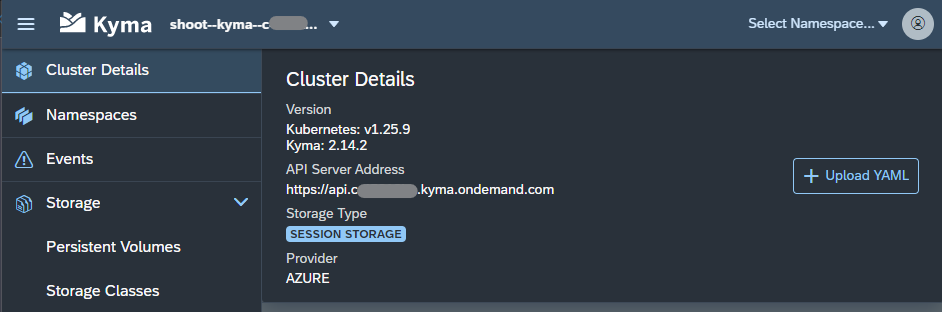 Kyma
shoot--kyma--c...
Select Namespace...
Cluster Details
Namespaces
Events
Storage
Persistent Volumes
Storage Classes
Cluster Details
Version
Kubernetes: v1.25.9
Kyma: 2.14.2
API Server Address
https://api.c .kyma.ondemand.com
Storage Type
SESSION STORAGE
Provider
AZURE
+ Upload YAML